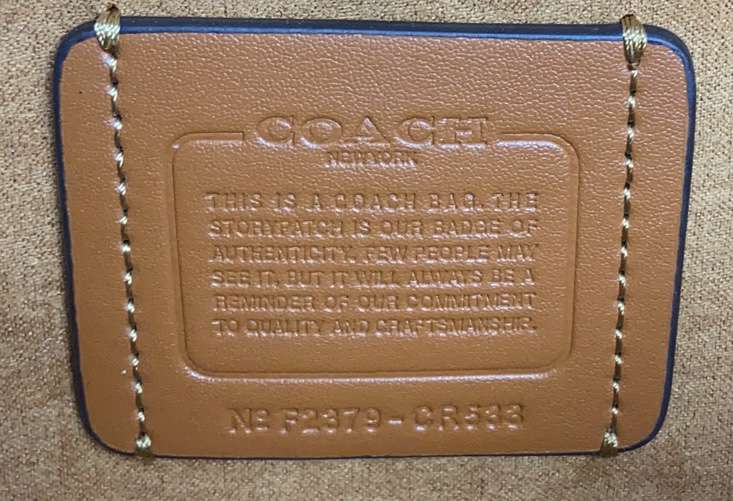 COACH
NEW YORK
THIS IS A COACH BAG. THE
STORYPATCH IS OUR BADGE OF
AUTHENTICITY. FEW PEOPLE MAY
SEE IT, BUT IT WILL ALWAYS BE A
REMINDER OF OUR COMMITMENT
TO QUALITY AND CRAFTSMANSHIP.
Nº F2379-CR533